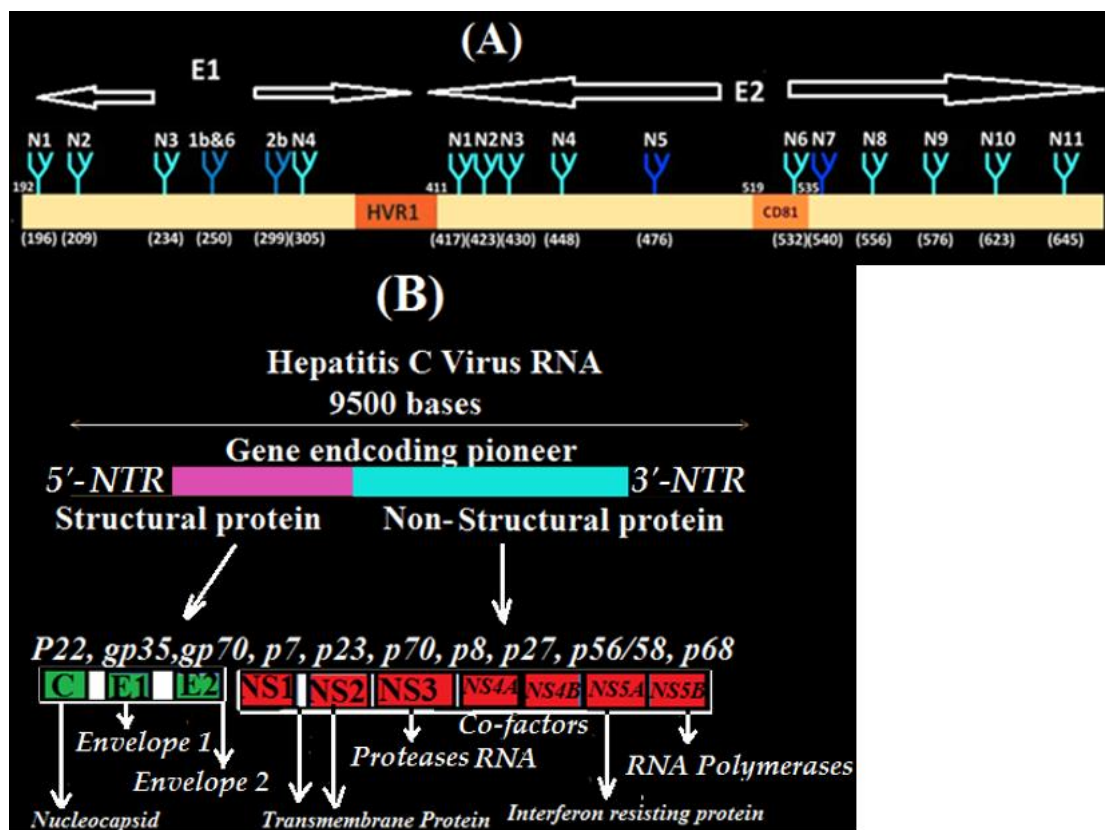 (A)
E1
E2
N1 N2 N3 1b&6 2b N4 N1 N2 N3 N4 N5 N6 N7 N8 N9 N10 N11
192 411 519 535
HVR1 CD81
(196) (209) (234) (250) (299)(305) (417)(423)(430) (448) (476) (532)(540) (556) (576) (623) (645)
(B)
Hepatitis C Virus RNA
9500 bases
Gene endcoding pioneer
5'-NTR 3'-NTR
Structural protein Non-Structural protein
P22, gp35,gp70, p7, p23, p70, p8, p27, p56/58, p68
C E1 E2 NS1 NS2 NS3 NS4A NS4B NS5A NS5B
Co-factors
Envelope 1 Proteases RNA RNA Polymerases
Envelope 2
Nucleocapsid Transmembrane Protein Interferon resisting protein